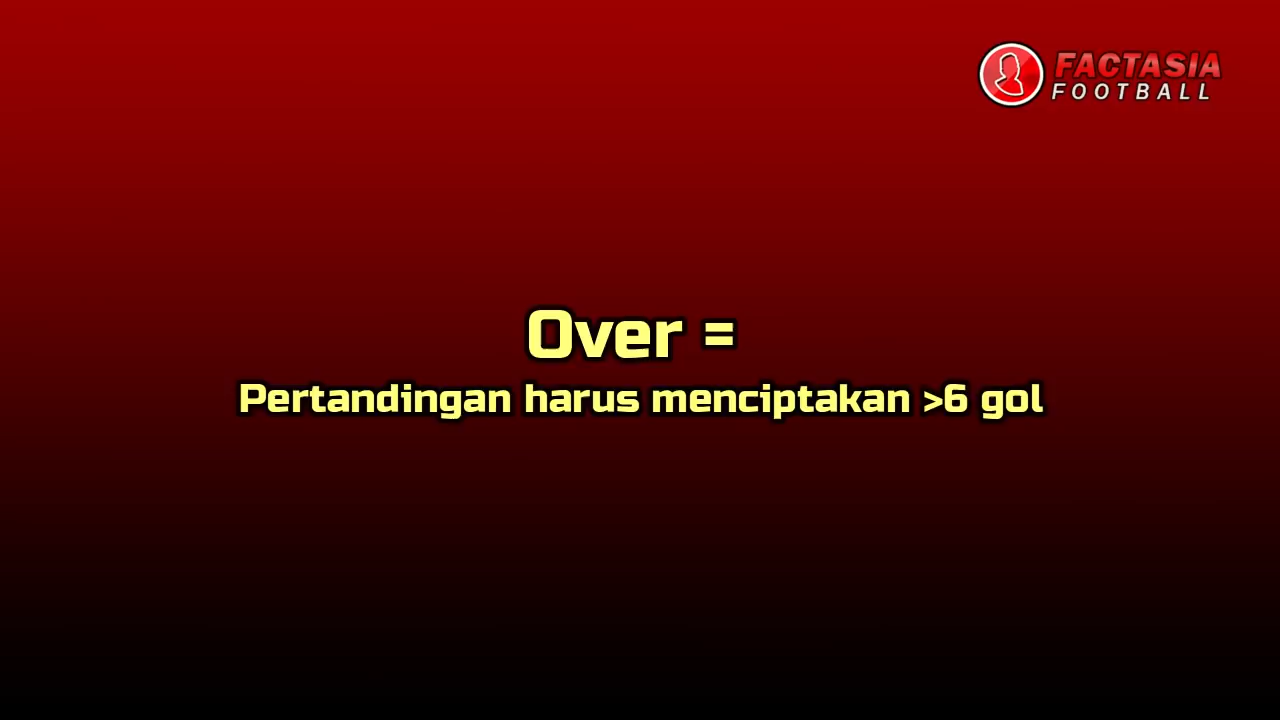 FACTASIA
FOOTBALL
Over =
Pertandingan harus menciptakan >6 gol